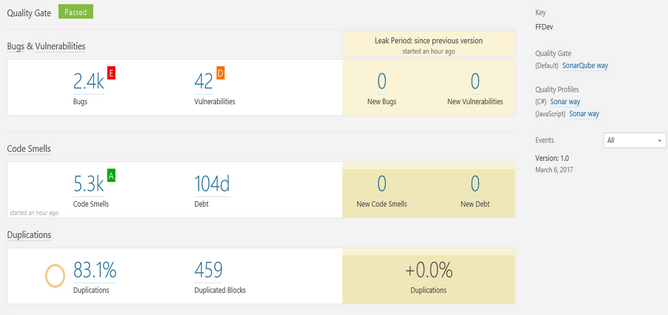 Quality Gate Passed
Bugs & Vulnerabilities
Leak Period: since previous version
started an hour ago
2.4k E
Bugs
42 D
Vulnerabilities
0
New Bugs
0
New Vulnerabilities
Code Smells
5.3k A
Code Smells
started an hour ago
104d
Debt
0
New Code Smells
0
New Debt
Duplications
83.1%
Duplications
459
Duplicated Blocks
+0.0%
Duplications
Key
FFDev
Quality Gate
(Default) SonarQube way
Quality Profiles
(C#) Sonar way
(JavaScript) Sonar way
Events All
Version: 1.0
March 6, 2017